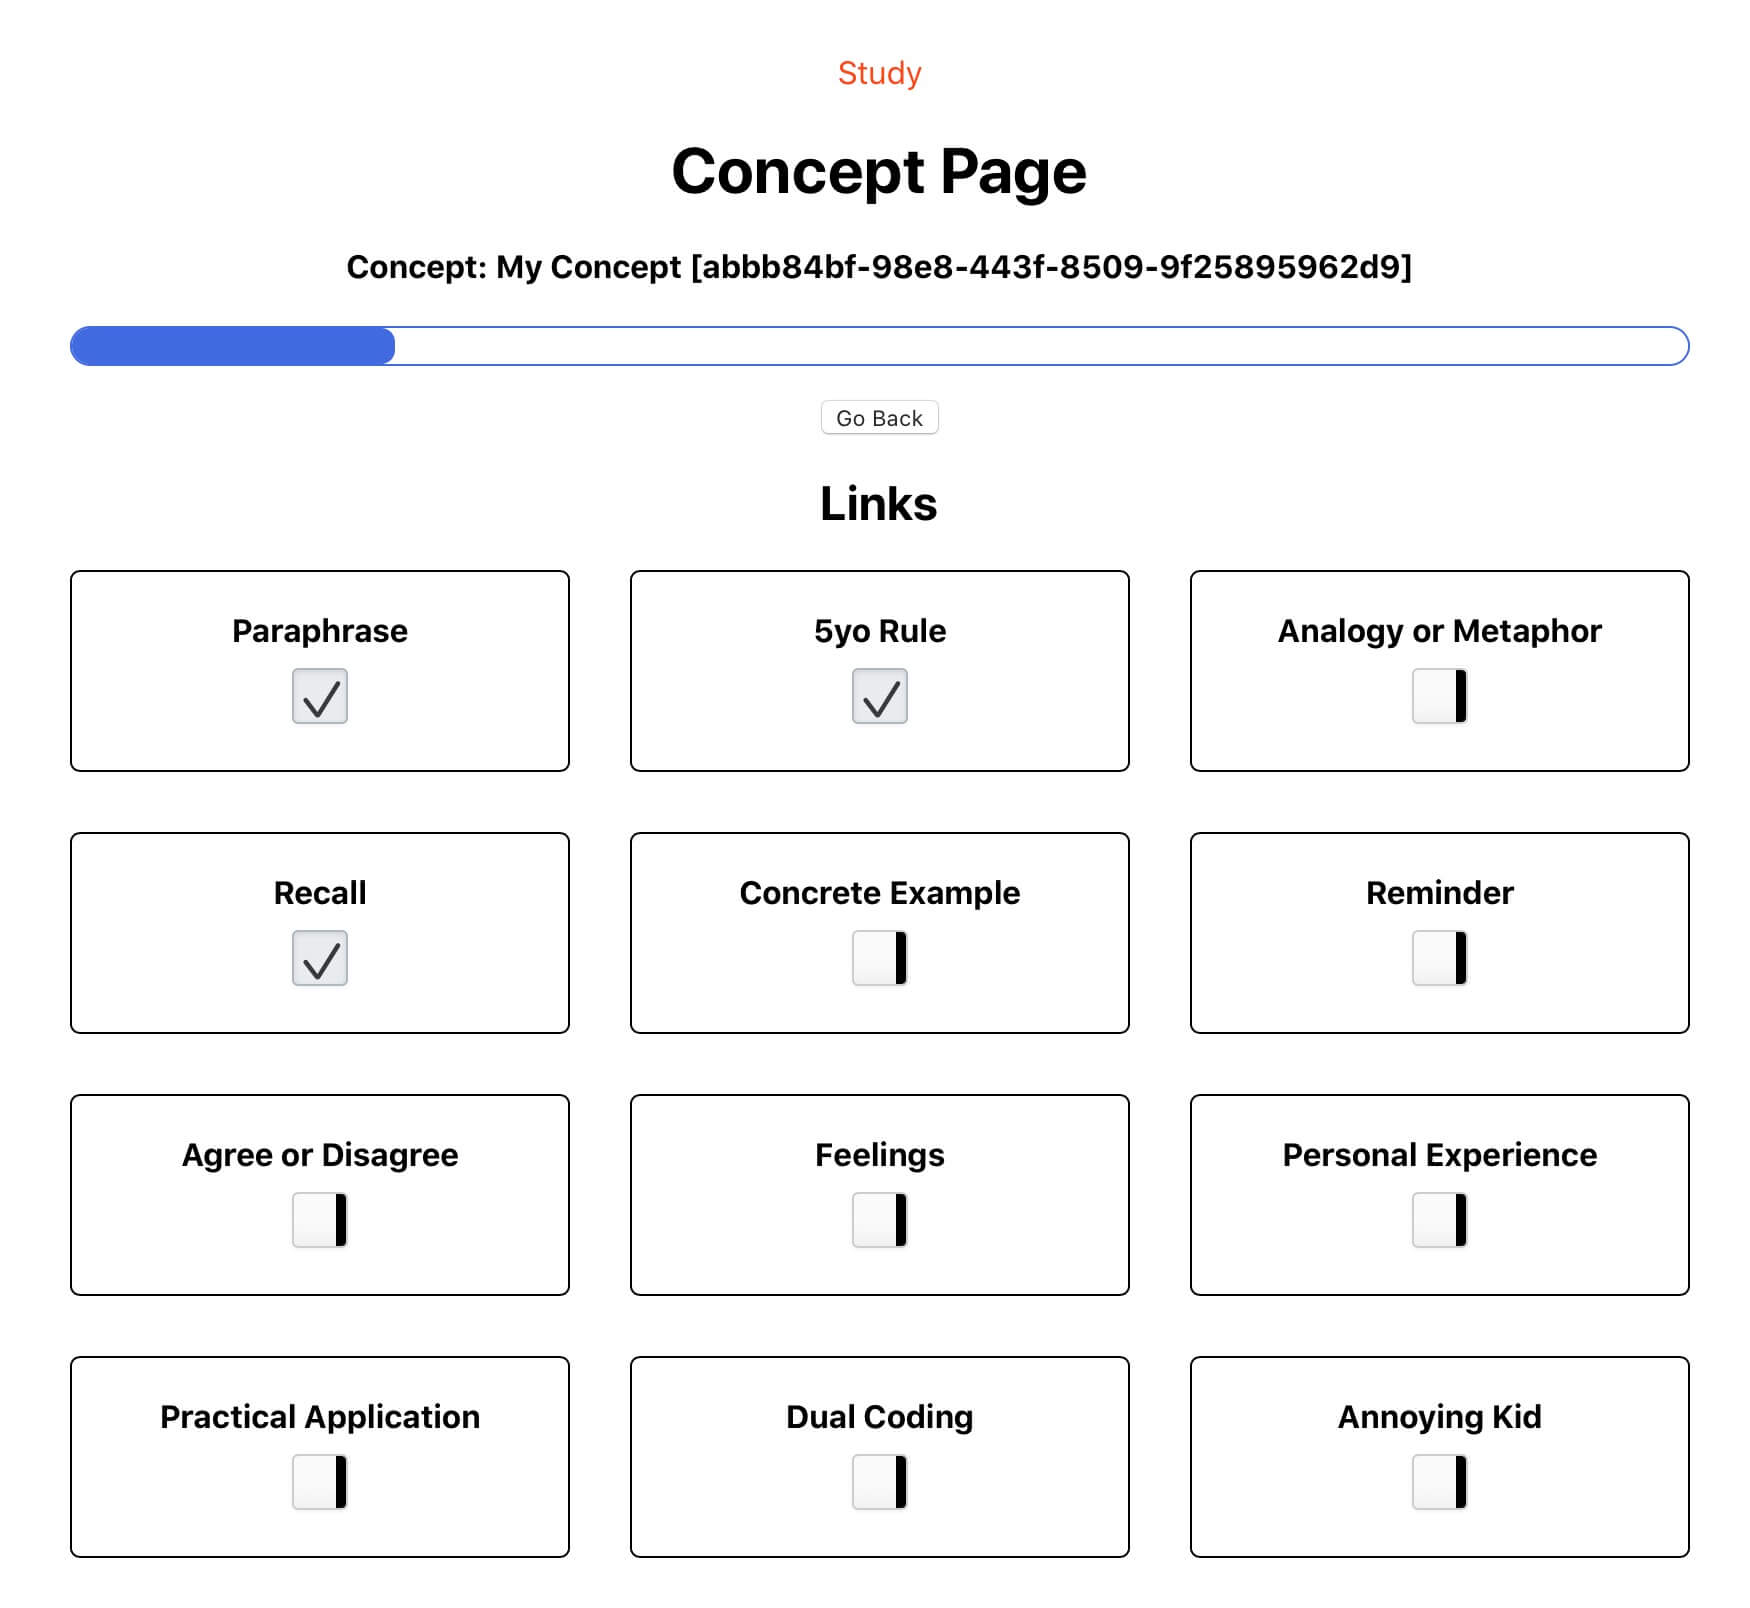 Study
Concept Page
Concept: My Concept [abbb84bf-98e8-443f-8509-9f25895962d9]
Go Back
Links
Paraphrase
5yo Rule
Analogy or Metaphor
Recall
Concrete Example
Reminder
Agree or Disagree
Feelings
Personal Experience
Practical Application
Dual Coding
Annoying Kid